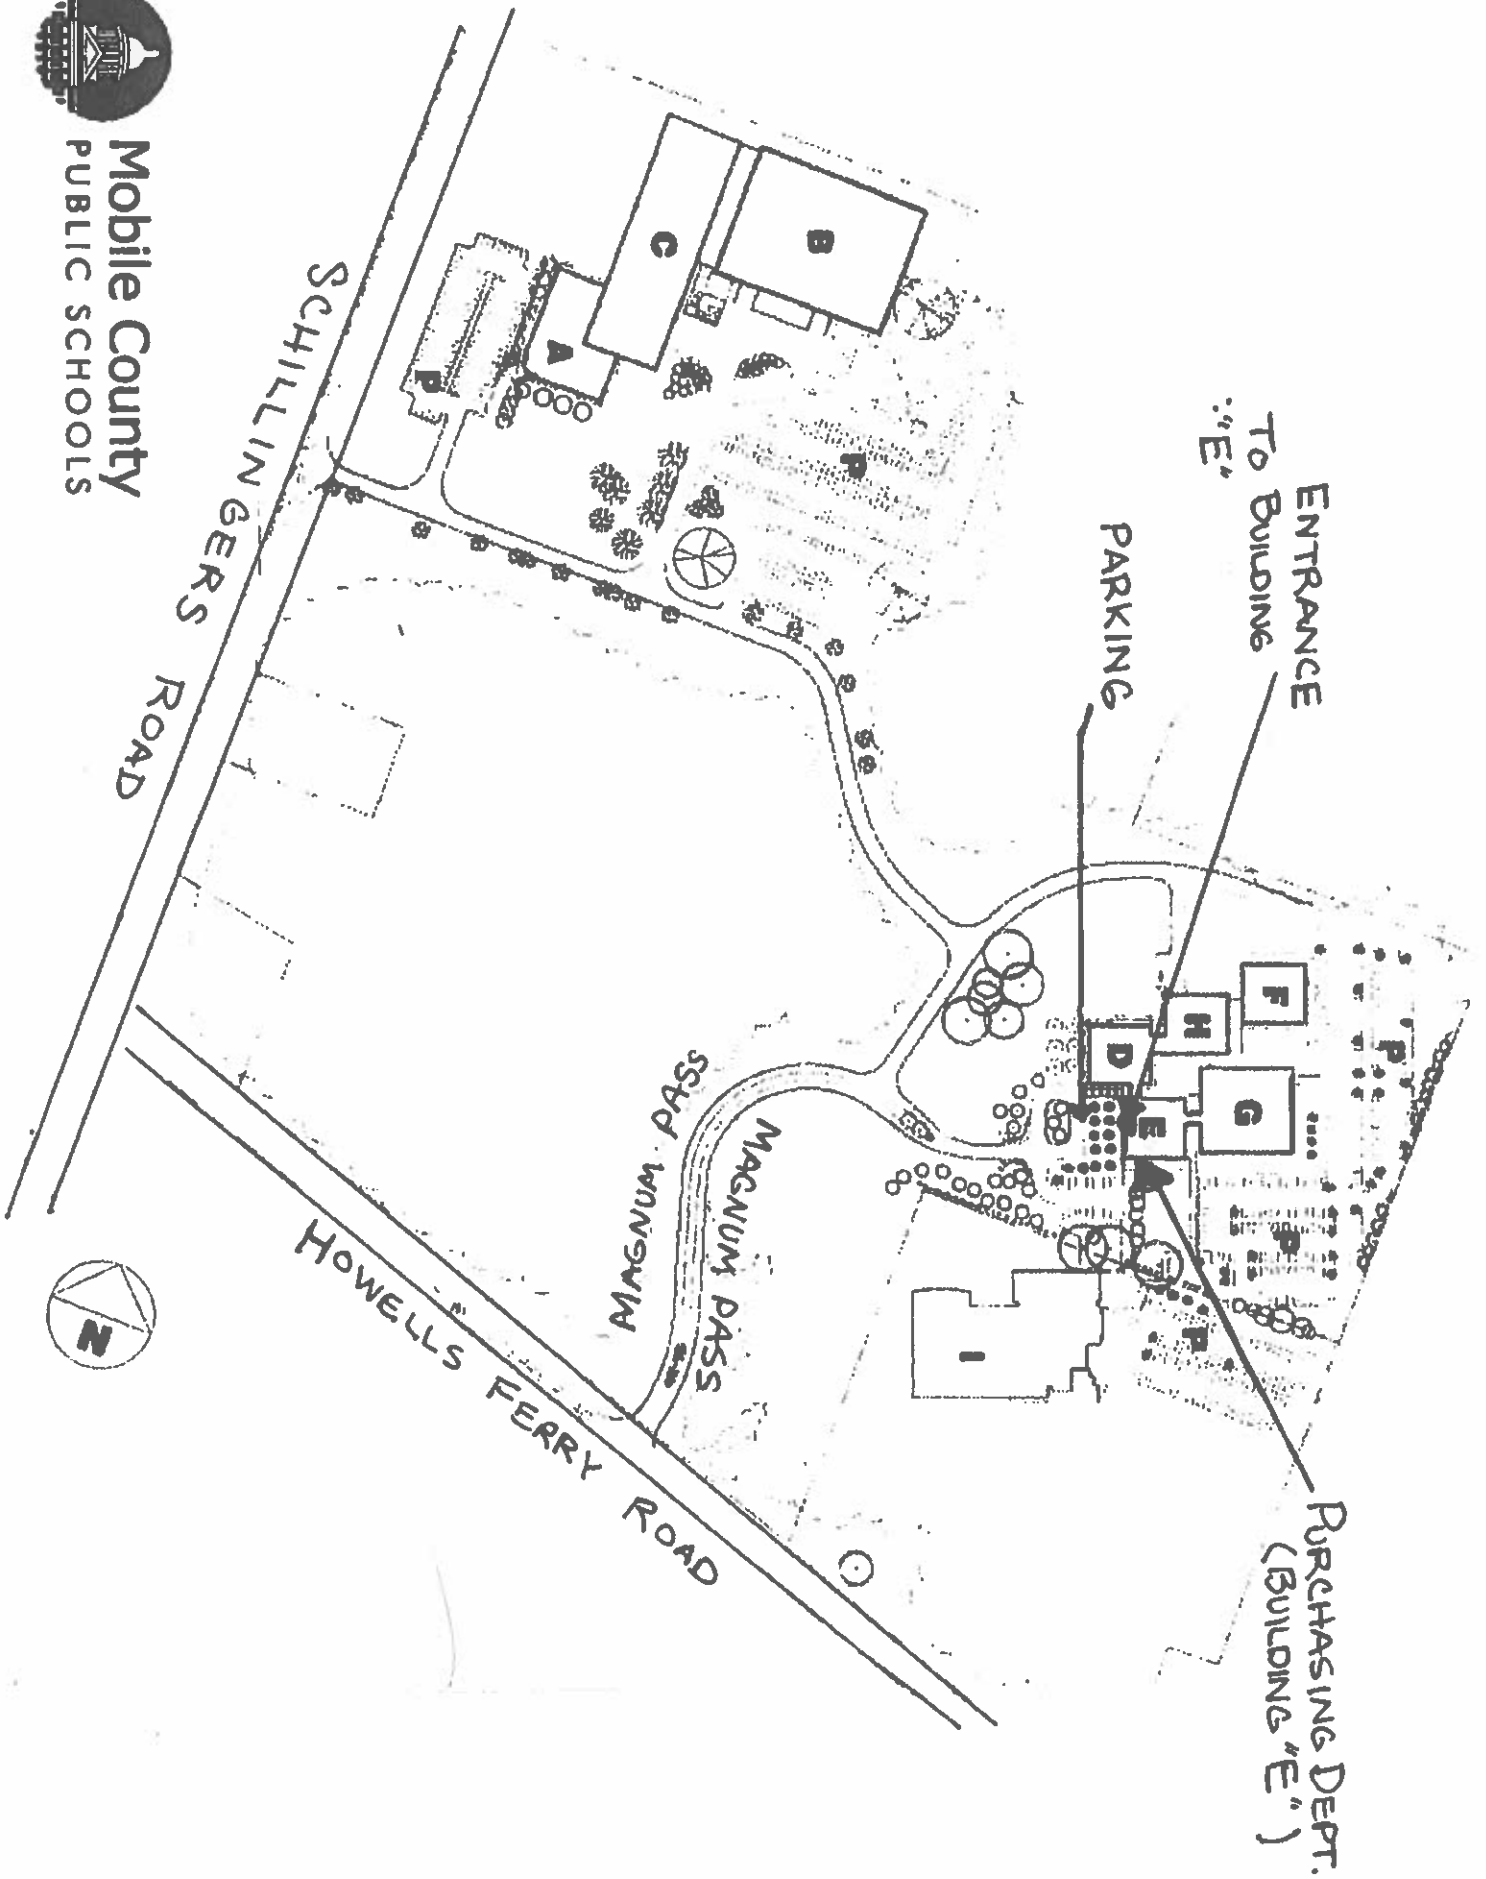 ENTRANCE
TO BUILDING
"E"
PURCHASING DEPT.
(BUILDING "E")
PARKING
F
H
D
E
G
P
P
P
I
B
C
A
P
P
MAGNUM PASS
MAGNUM PASS
SCHILLINGERS ROAD
HOWELLS FERRY ROAD
N
Mobile County
PUBLIC SCHOOLS